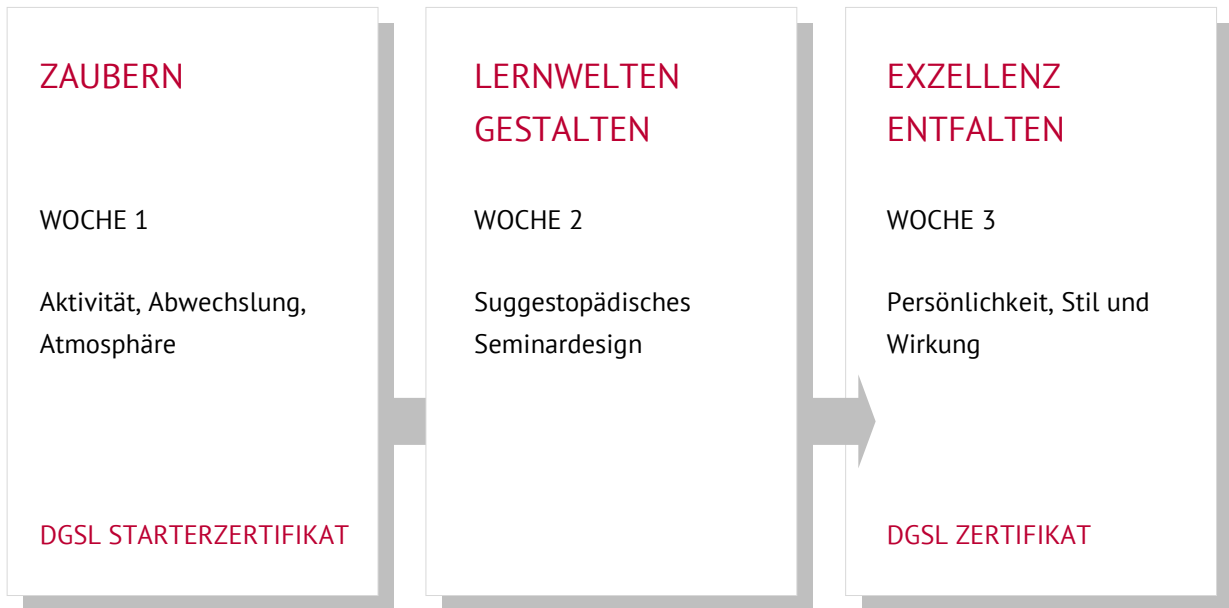 ZAUBERN
WOCHE 1
Aktivität, Abwechslung,
Atmosphäre
DGSL STARTERZERTIFIKAT
LERNWELTEN
GESTALTEN
WOCHE 2
Suggestopädisches
Seminardesign
EXZELLENZ
ENTFALTEN
WOCHE 3
Persönlichkeit, Stil und
Wirkung
DGSL ZERTIFIKAT